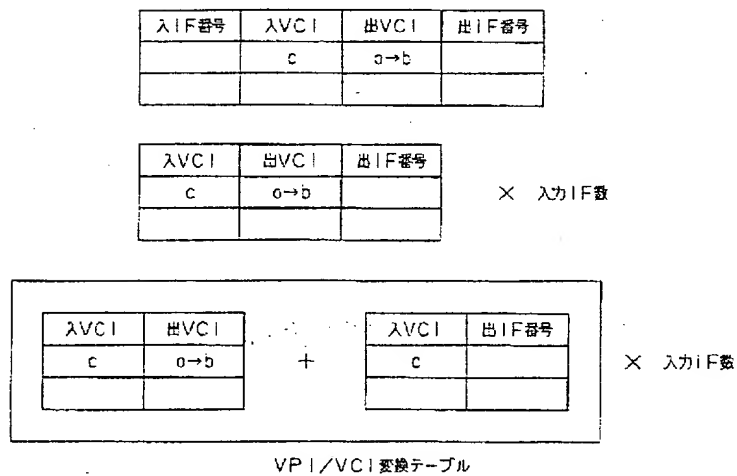 入IF番号 入VCI 出VCI 出IF番号
c a→b
入VCI 出VCI 出IF番号
c a→b
× 入力IF数
入VCI 出VCI
c a→b
+
入VCI 出IF番号
c
× 入力iF数
VPI/VCI変換テーブル